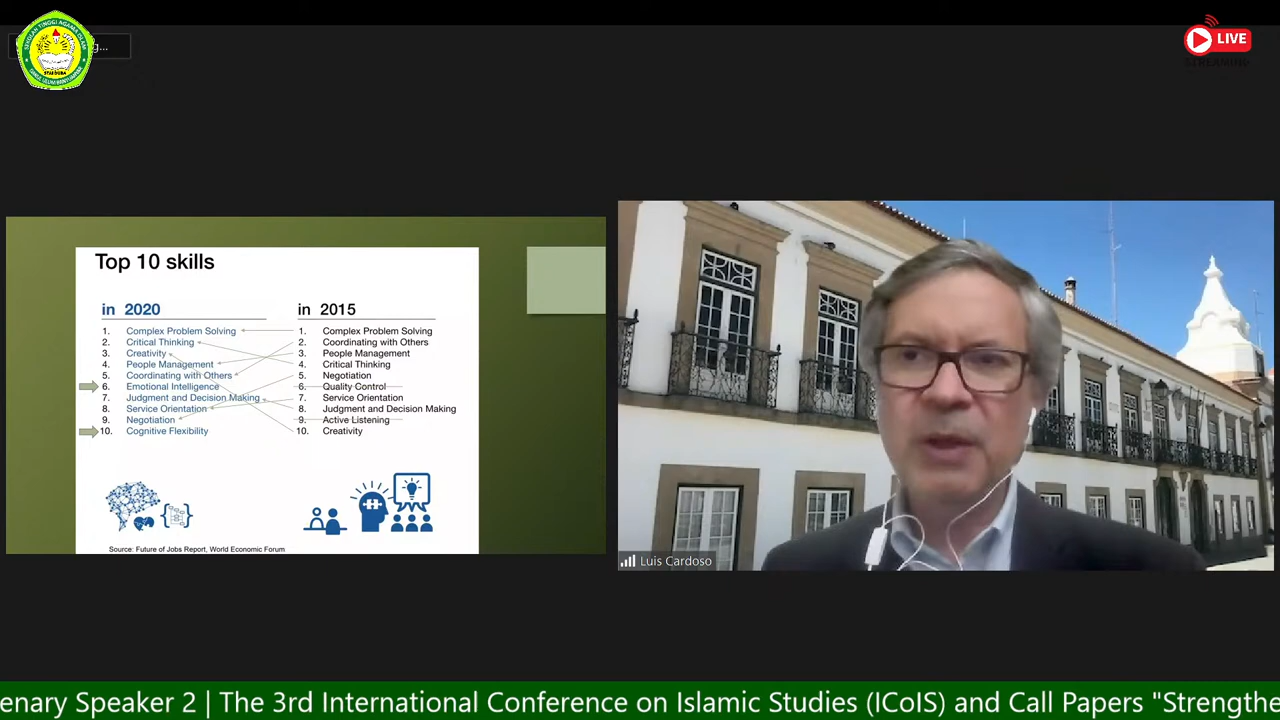 g...
LIVE
STREAMING
STAI DUBA
Top 10 skills
in 2020
1. Complex Problem Solving
2. Critical Thinking
3. Creativity
4. People Management
5. Coordinating with Others
6. Emotional Intelligence
7. Judgment and Decision Making
8. Service Orientation
9. Negotiation
10. Cognitive Flexibility
in 2015
1. Complex Problem Solving
2. Coordinating with Others
3. People Management
4. Critical Thinking
5. Negotiation
6. Quality Control
7. Service Orientation
8. Judgment and Decision Making
9. Active Listening
10. Creativity
Source: Future of Jobs Report, World Economic Forum
Luis Cardoso
enary Speaker 2 | The 3rd International Conference on Islamic Studies (ICoIS) and Call Papers "Strengthe